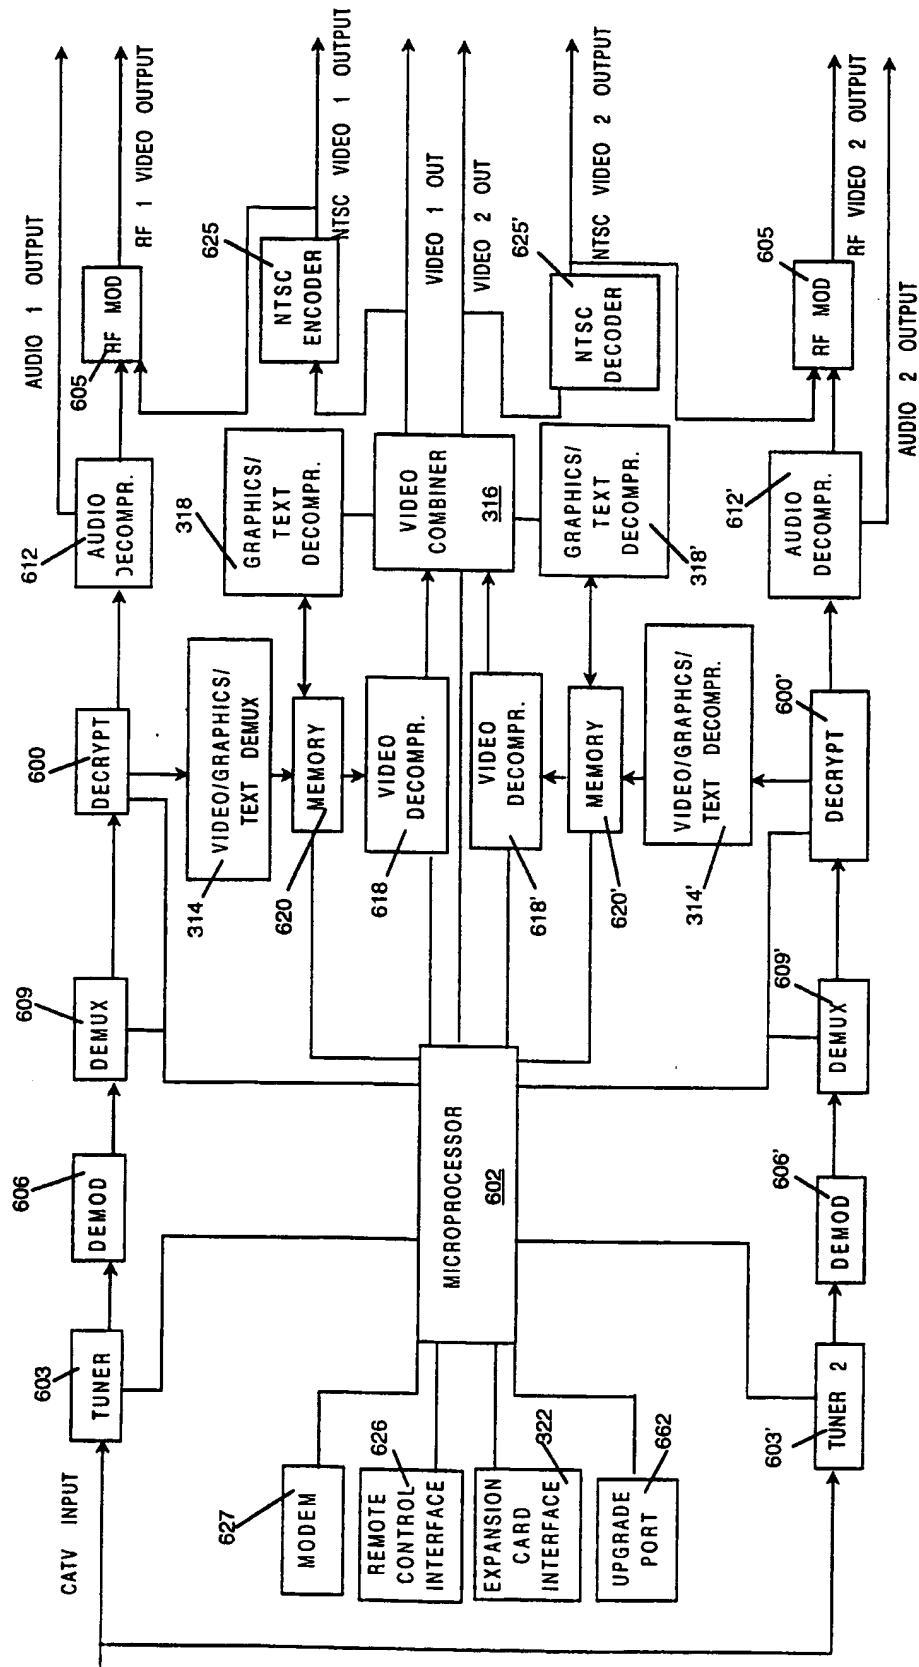 CATV INPUT
603
TUNER
606
DEMOD
609
DEMUX
600
DECRYPT
612
AUDIO
DECOMPR.
605
RF MOD
AUDIO 1 OUTPUT
RF 1 VIDEO OUTPUT
314
VIDEO/GRAPHICS/
TEXT DEMUX
318
GRAPHICS/
TEXT
DECOMPR.
625
NTSC
ENCODER
NTSC VIDEO 1 OUTPUT
620
MEMORY
618
VIDEO
DECOMPR.
VIDEO
COMBINER
316
VIDEO 1 OUT
VIDEO 2 OUT
627
MODEM
626
REMOTE
CONTROL
INTERFACE
322
EXPANSION
CARD
INTERFACE
662
UPGRADE
PORT
MICROPROCESSOR
602
618'
VIDEO
DECOMPR.
620'
MEMORY
318'
GRAPHICS/
TEXT
DECOMPR.
625'
NTSC
DECODER
NTSC VIDEO 2 OUTPUT
314'
VIDEO/GRAPHCS/
TEXT DECOMPR.
603'
TUNER 2
606'
DEMOD
609'
DEMUX
600'
DECRYPT
612'
AUDIO
DECOMPR.
605
RF MOD
RF VIDEO 2 OUTPUT
AUDIO 2 OUTPUT